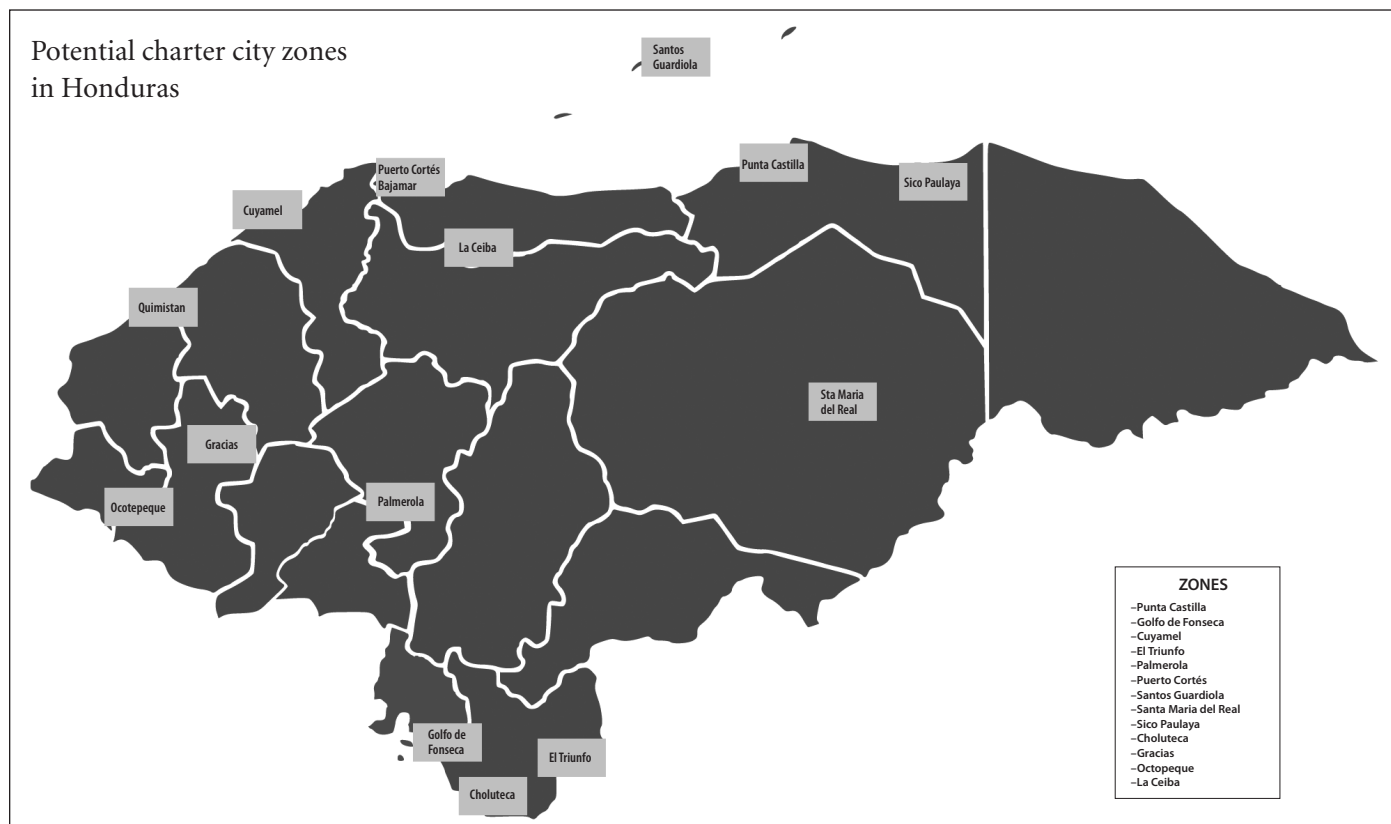 Potential charter city zones
in Honduras
Santos
Guardiola
Puerto Cortés
Bajamar
Punta Castilla
Sico Paulaya
Cuyamel
La Ceiba
Quimistan
Sta Maria
del Real
Gracias
Ocotepeque
Palmerola
Golfo de
Fonseca
El Triunfo
Choluteca
ZONES
–Punta Castilla
–Golfo de Fonseca
–Cuyamel
–El Triunfo
–Palmerola
–Puerto Cortés
–Santos Guardiola
–Santa Maria del Real
–Sico Paulaya
–Choluteca
–Gracias
–Octopeque
–La Ceiba